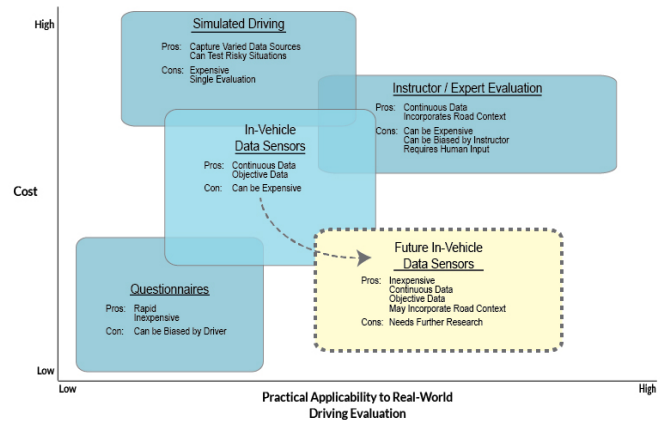 High
Simulated Driving
Pros: Capture Varied Data Sources
Can Test Risky Situations
Cons: Expensive
Single Evaluation
Instructor / Expert Evaluation
Pros: Continuous Data
Incorporates Road Context
Cons: Can be Expensive
Can be Biased by Instructor
Requires Human Input
In-Vehicle
Data Sensors
Pros: Continuous Data
Objective Data
Con: Can be Expensive
Cost
Future In-Vehicle
Data Sensors
Pros: Inexpensive
Continuous Data
Objective Data
May Incorporate Road Context
Cons: Needs Further Research
Questionnaires
Pros: Rapid
Inexpensive
Con: Can be Biased by Driver
Low
Low
High
Practical Applicability to Real-World
Driving Evaluation